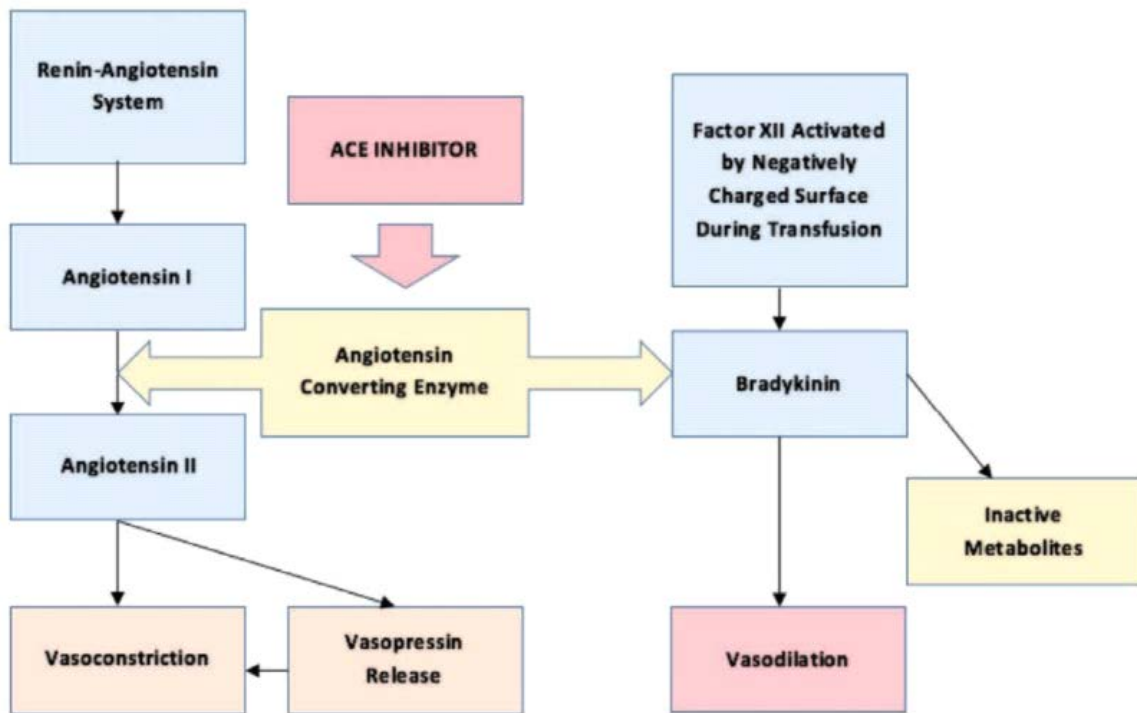 Renin-Angiotensin
System
ACE INHIBITOR
Factor XII Activated
by Negatively
Charged Surface
During Transfusion
Angiotensin I
Angiotensin
Converting Enzyme
Bradykinin
Angiotensin II
Inactive
Metabolites
Vasoconstriction
Vasopressin
Release
Vasodilation